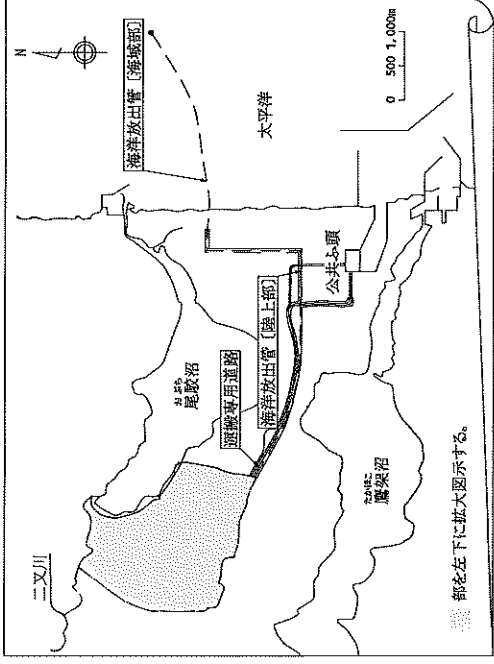 二又川
N
海洋放出管［海域部］
おぶち
尾駮沼
太平洋
運搬専用道路
海洋放出管［陸上部］
公共ふ頭
0 500 1,000m
たかほこ
鷹架沼
部を左下に拡大図示する。